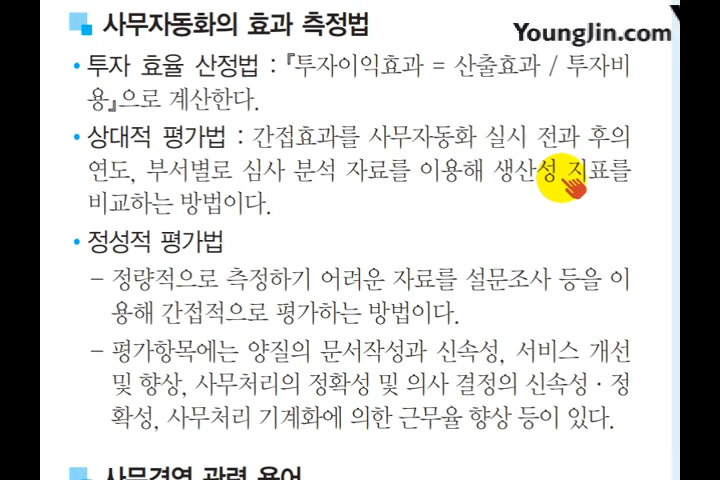 사무자동화의 효과 측정법
YoungJin.com
• 투자 효율 산정법 : 『투자이익효과 = 산출효과 / 투자비
용』으로 계산한다.
• 상대적 평가법 : 간접효과를 사무자동화 실시 전과 후의
연도, 부서별로 심사 분석 자료를 이용해 생산성 지표를
비교하는 방법이다.
• 정성적 평가법
– 정량적으로 측정하기 어려운 자료를 설문조사 등을 이
용해 간접적으로 평가하는 방법이다.
– 평가항목에는 양질의 문서작성과 신속성, 서비스 개선
및 향상, 사무처리의 정확성 및 의사 결정의 신속성·정
확성, 사무처리 기계화에 의한 근무율 향상 등이 있다.
사무경영 관련 용어